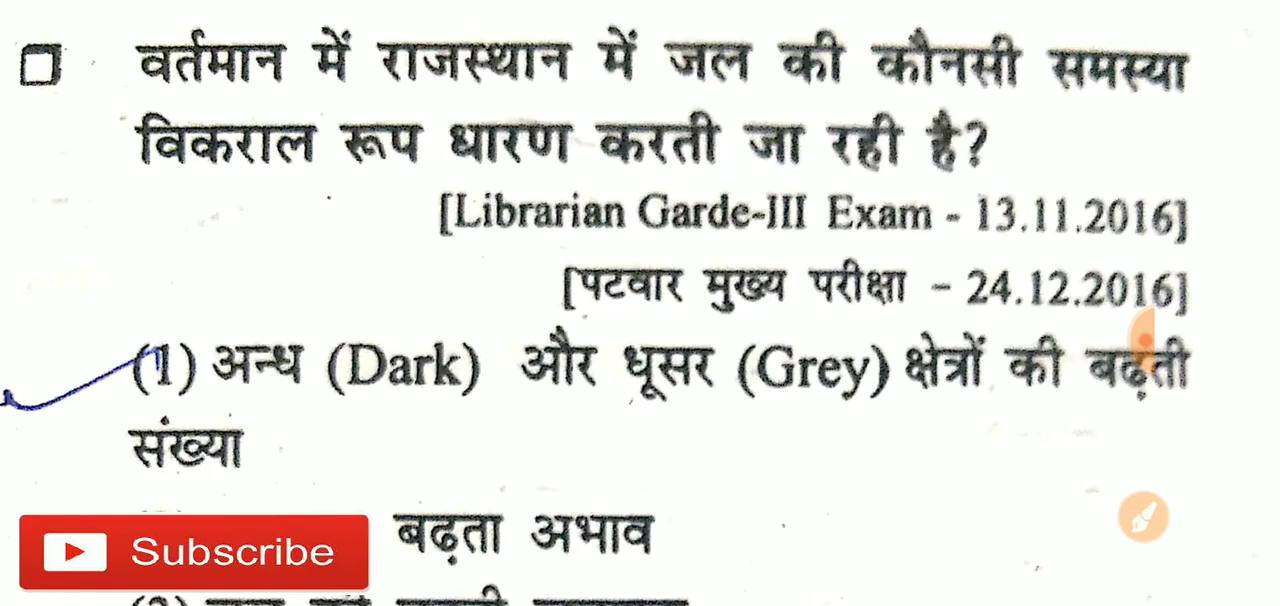 वर्तमान में राजस्थान में जल की कौनसी समस्या
विकराल रूप धारण करती जा रही है?
[Librarian Garde-III Exam - 13.11.2016]
[पटवार मुख्य परीक्षा - 24.12.2016]
(1) अन्ध (Dark) और धूसर (Grey) क्षेत्रों की बढ़ती
संख्या
बढ़ता अभाव
Subscribe